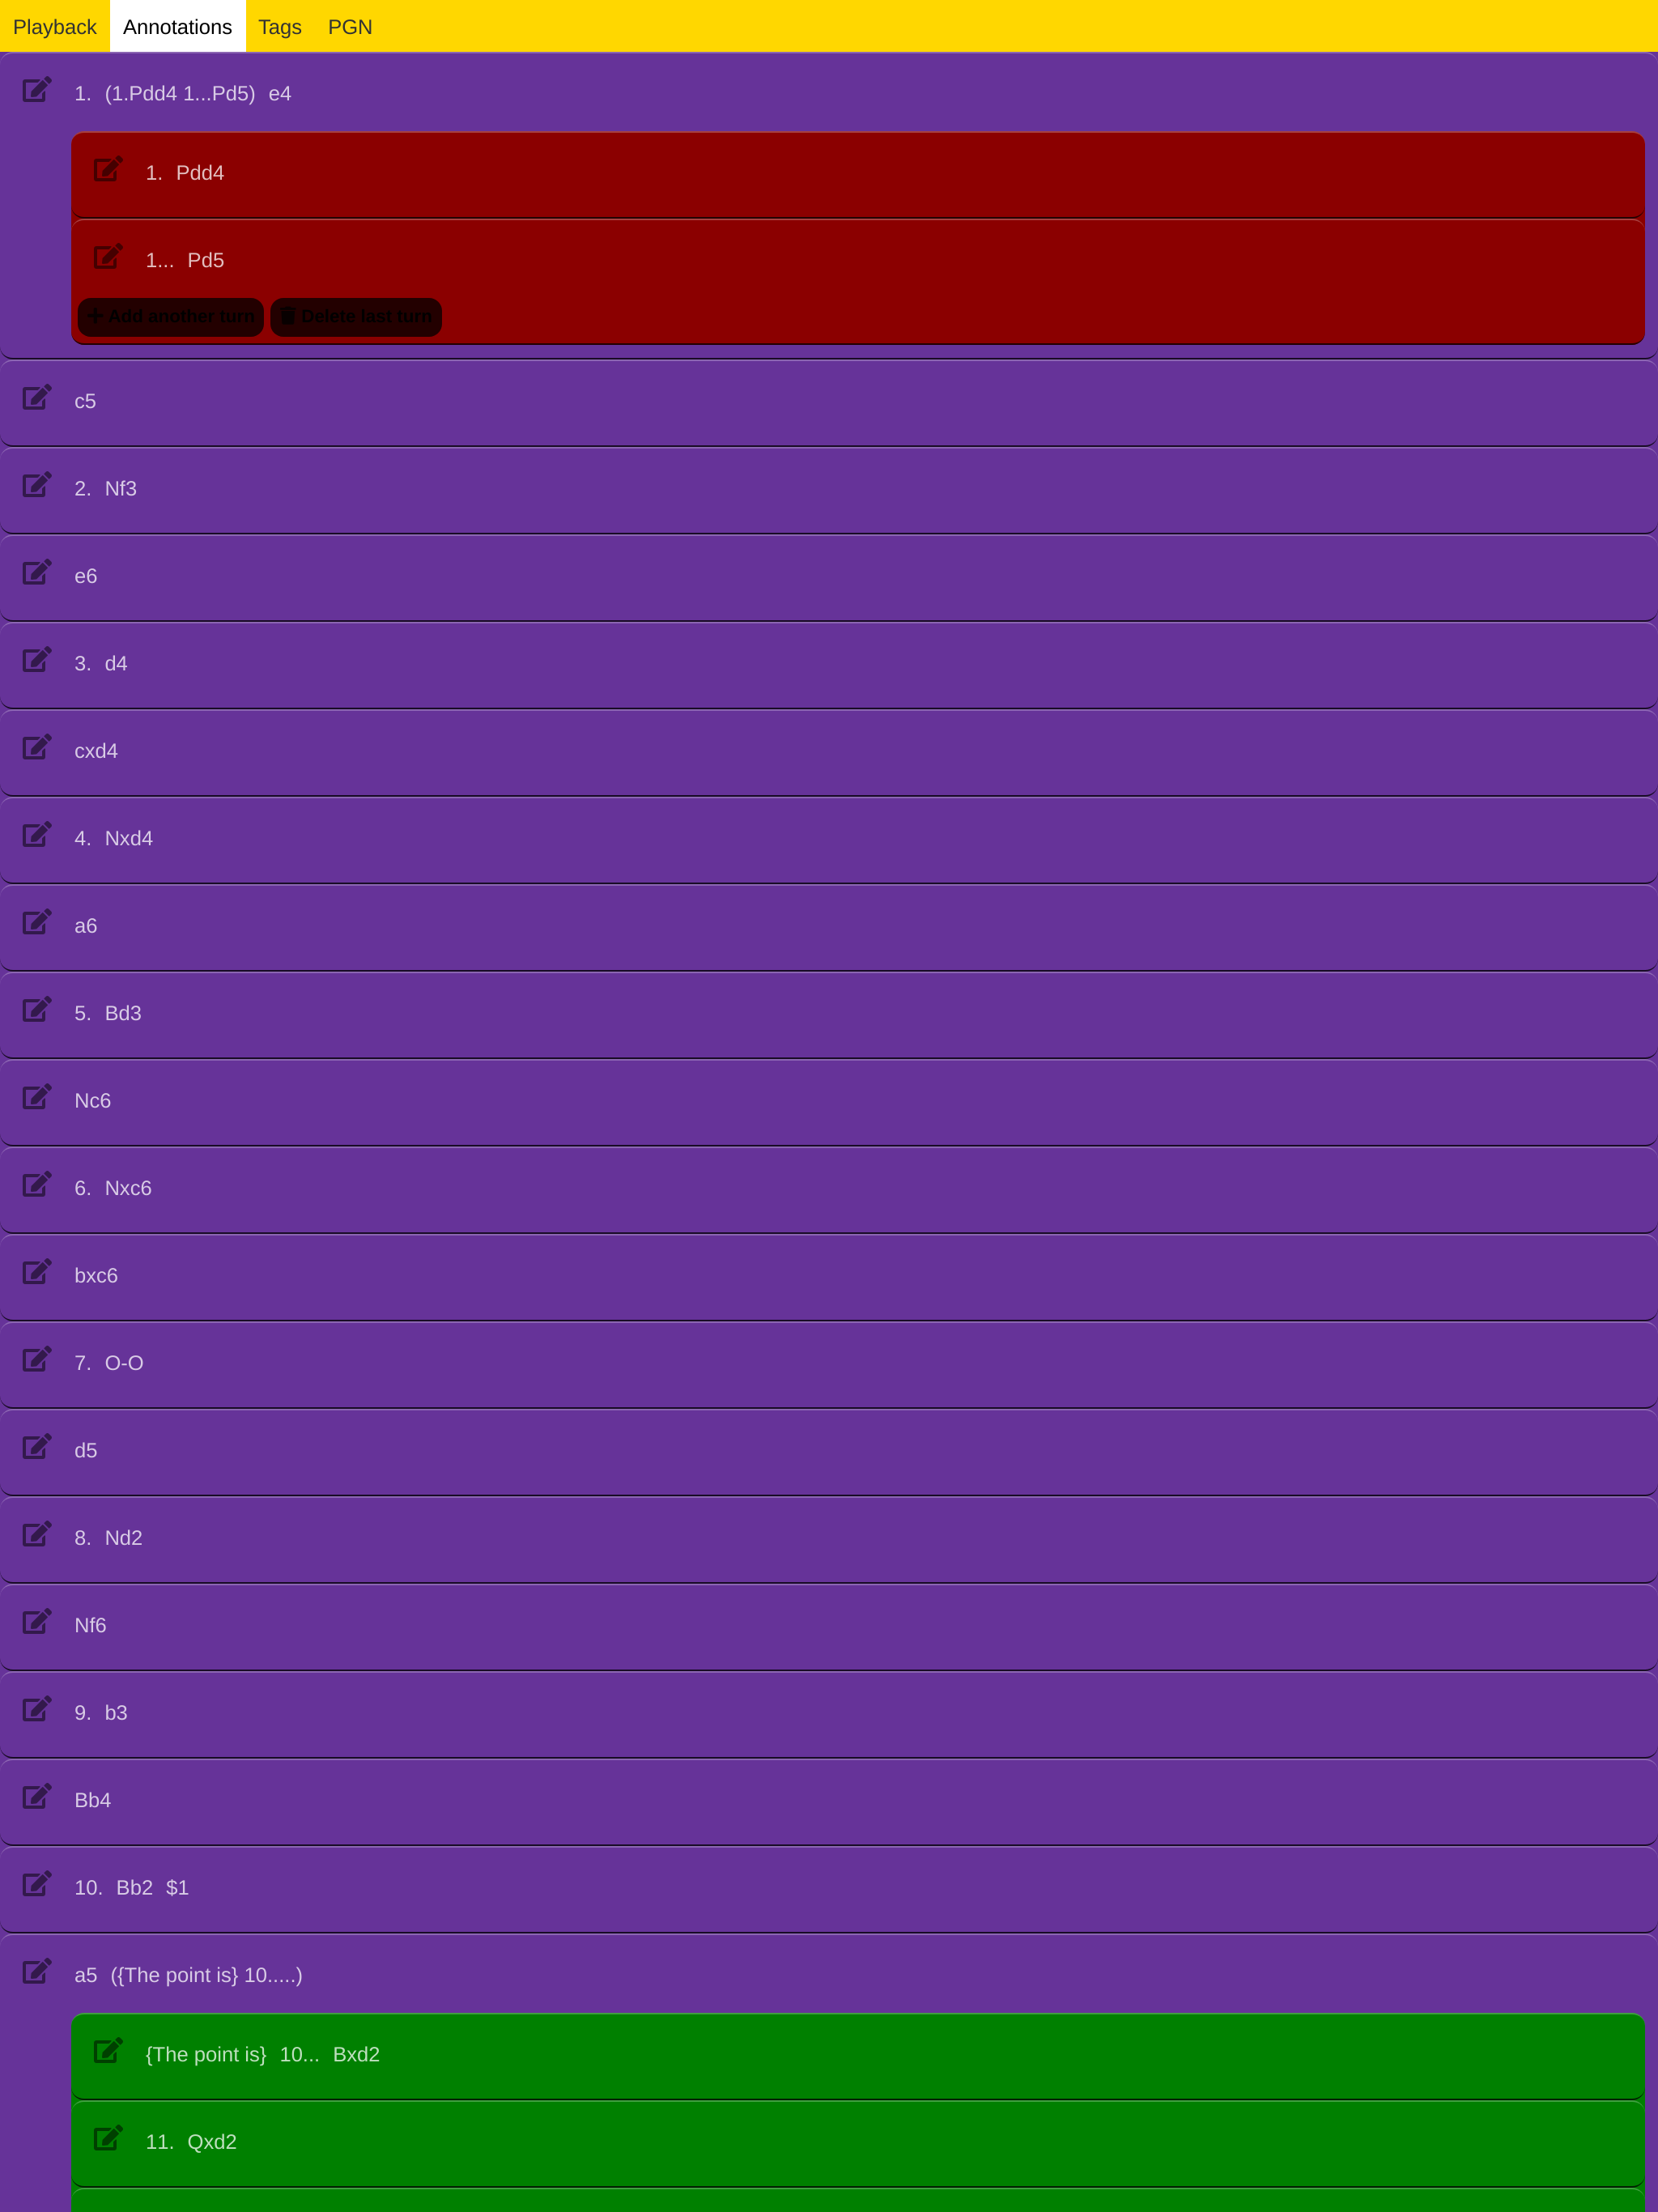 Playback Annotations Tags PGN
1. (1.Pdd4 1...Pd5) e4
1. Pdd4
1... Pd5
Add another turn Delete last turn
c5
2. Nf3
e6
3. d4
cxd4
4. Nxd4
a6
5. Bd3
Nc6
6. Nxc6
bxc6
7. O-O
d5
8. Nd2
Nf6
9. b3
Bb4
10. Bb2 $1
a5 ({The point is} 10.....)
{The point is} 10... Bxd2
11. Qxd2